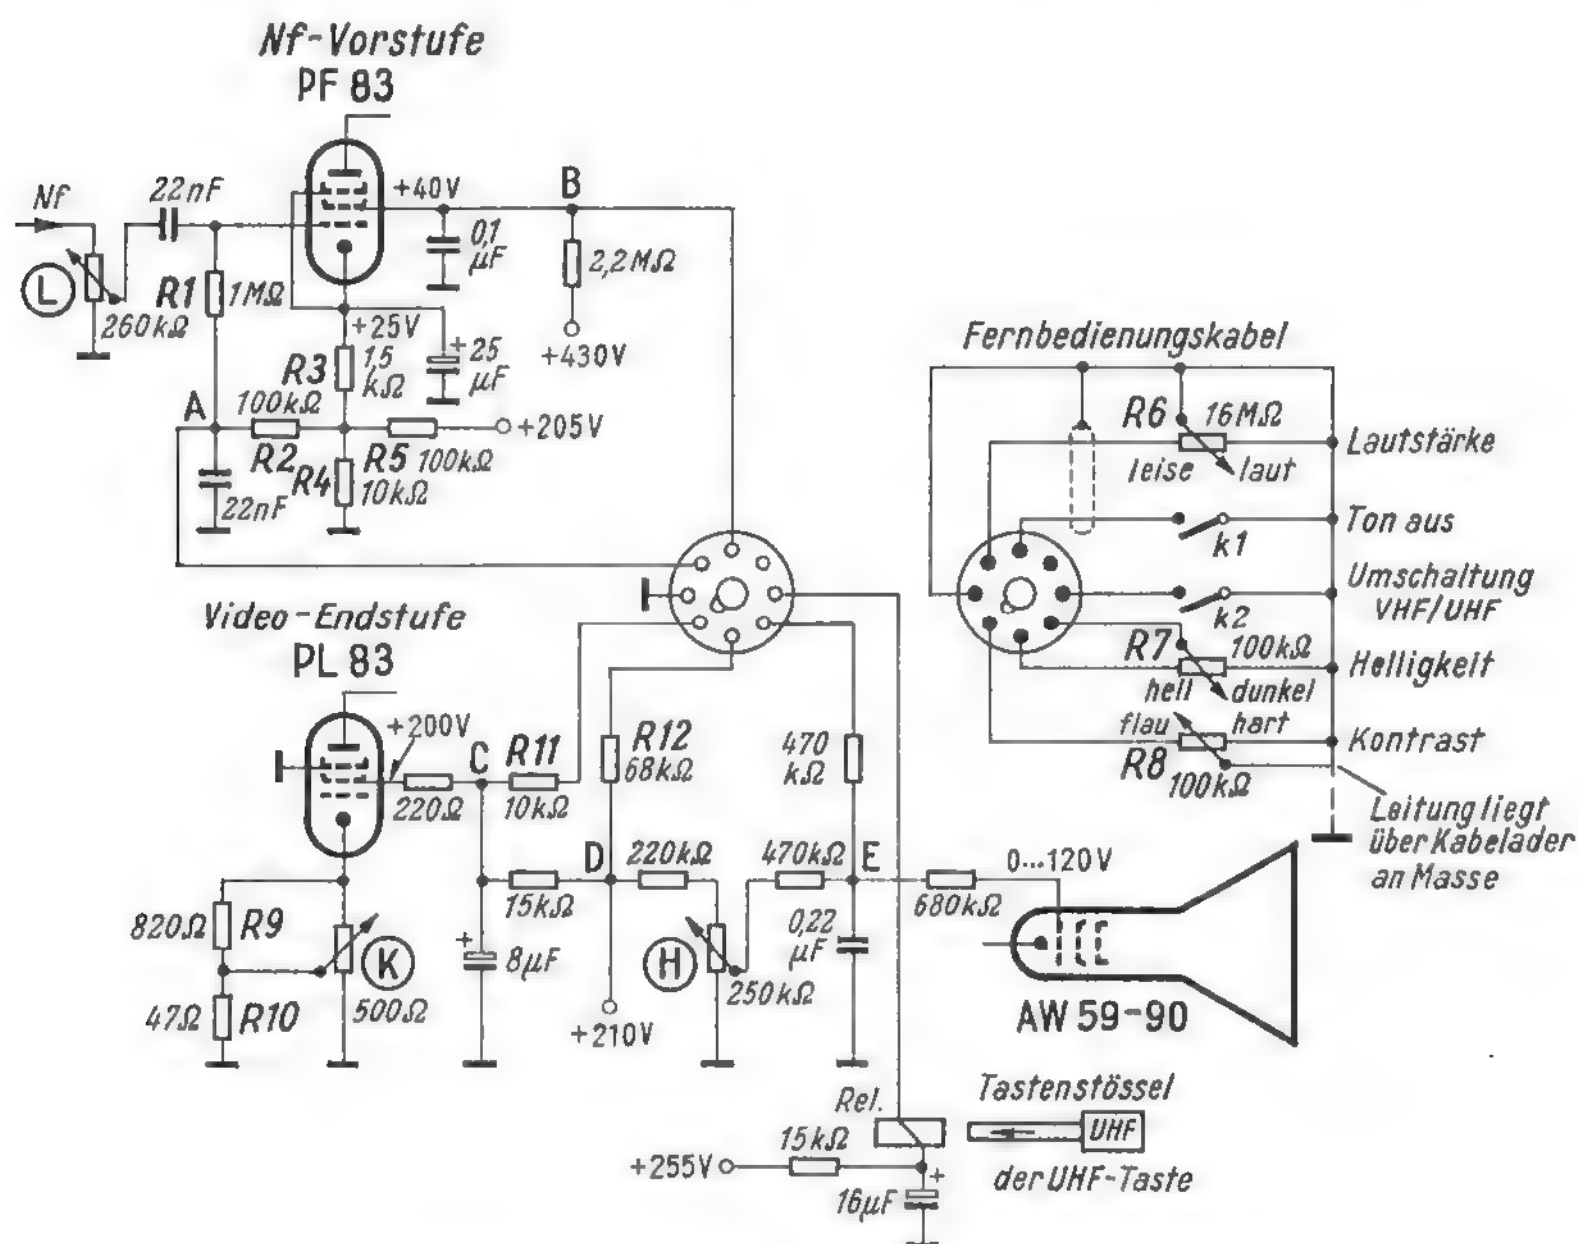 Nf-Vorstufe
PF 83
Nf
22nF
+40V
B
0,1
µF
2,2MΩ
L
R1
1MΩ
260kΩ
+25V
+430V
R3
1,5
kΩ
+25
µF
A
100kΩ
+205V
R2
R4
R5
100kΩ
10kΩ
22nF
Fernbedienungskabel
R6
16MΩ
leise
laut
Lautstärke
k1
Ton aus
k2
Umschaltung
VHF/UHF
R7
100kΩ
hell
dunkel
Helligkeit
flau
hart
R8
100kΩ
Kontrast
Leitung liegt
über Kabelader
an Masse
Video-Endstufe
PL 83
+200V
C
R11
220Ω
10kΩ
R12
68kΩ
470
kΩ
D
220kΩ
470kΩ
E
0...120V
15kΩ
680kΩ
820Ω
R9
K
+
8µF
H
0,22
µF
250kΩ
47Ω
R10
500Ω
+210V
AW 59-90
Rel.
Tastenstössel
UHF
der UHF-Taste
15kΩ
+255V
+
16µF